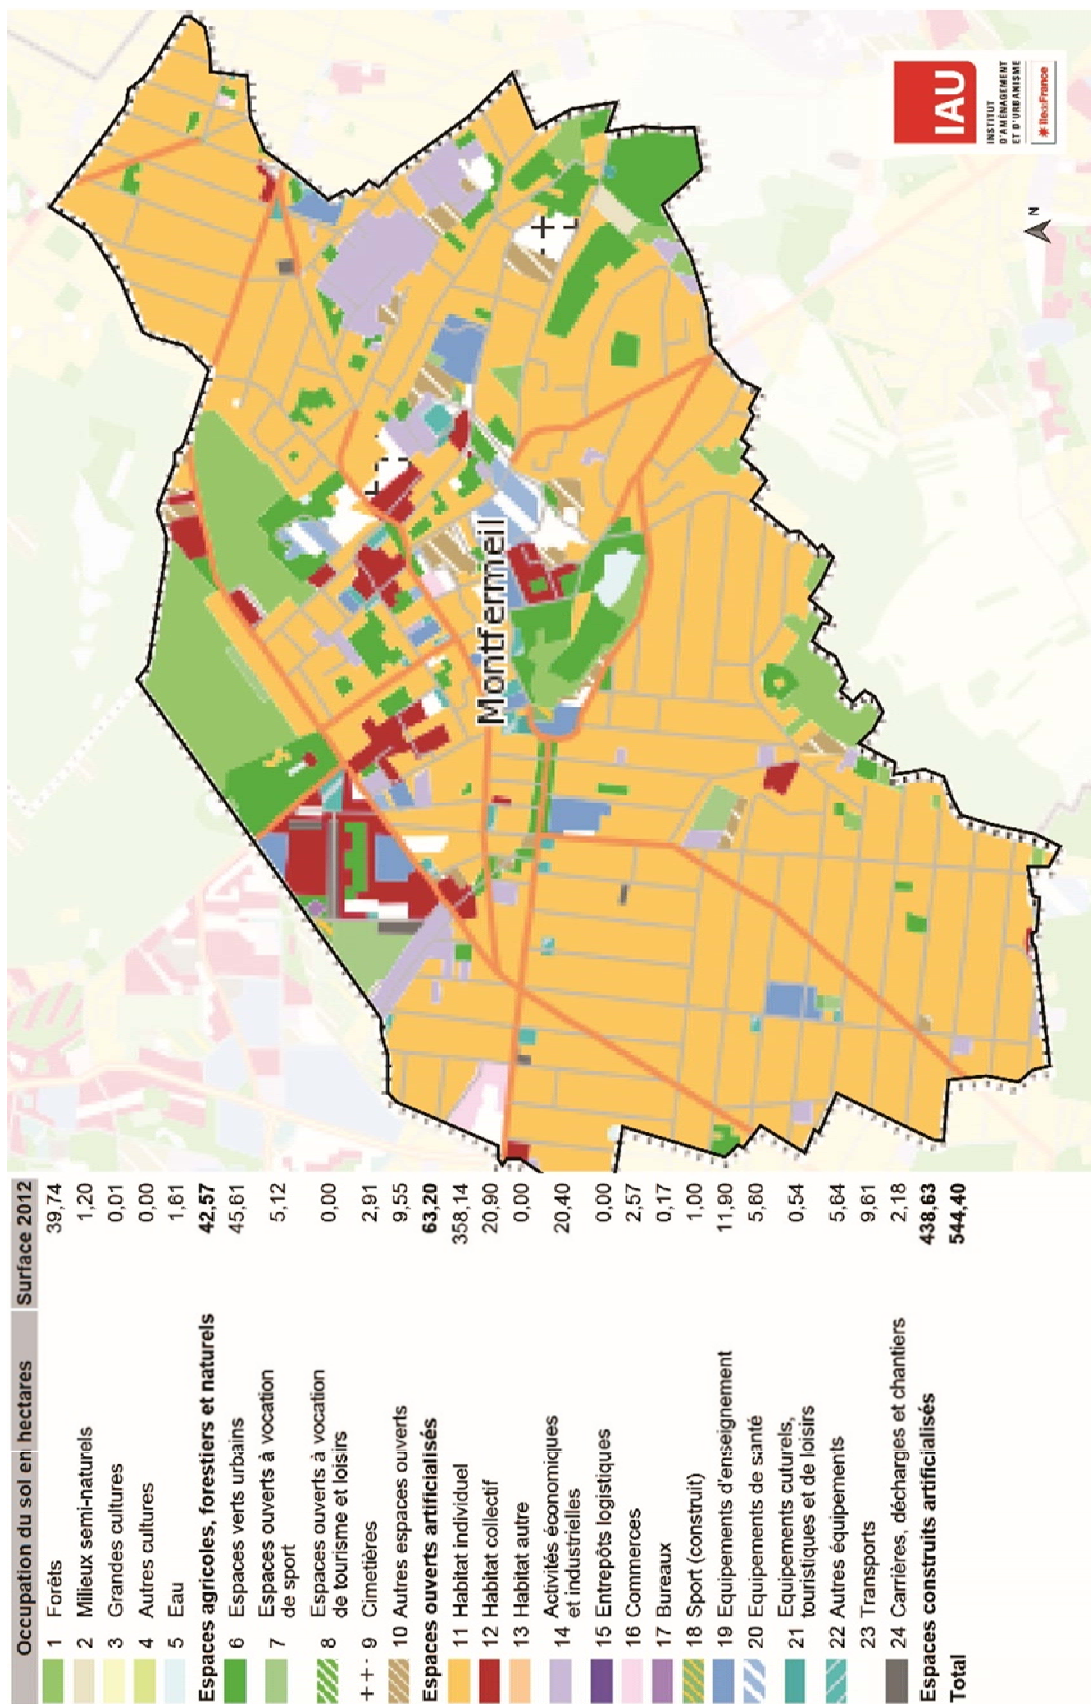 Occupation du sol en hectares Surface 2012
1 Forêts 39,74
2 Milieux semi-naturels 1,20
3 Grandes cultures 0,01
4 Autres cultures 0,00
5 Eau 1,61
Espaces agricoles, forestiers et naturels 42,57
6 Espaces verts urbains 45,61
7 Espaces ouverts à vocation
de sport 5,12
8 Espaces ouverts à vocation
de tourisme et loisirs 0,00
9 Cimetières 2,91
10 Autres espaces ouverts 9,55
Espaces ouverts artificialisés 63,20
11 Habitat individuel 358,14
12 Habitat collectif 20,90
13 Habitat autre 0,00
14 Activités économiques
et industrielles 20,40
15 Entrepôts logistiques 0,00
16 Commerces 2,57
17 Bureaux 0,17
18 Sport (construit) 1,00
19 Equipements d'enseignement 11,90
20 Equipements de santé 5,60
21 Equipements cuturels,
touristiques et de loisirs 0,54
22 Autres équipements 5,64
23 Transports 9,61
24 Carrières, décharges et chantiers 2,18
Espaces construits artificialisés 438,63
Total 544,40
Montfermeil
N
IAU
INSTITUT
D'AMÉNAGEMENT
ET D'URBANISME
îledeFrance